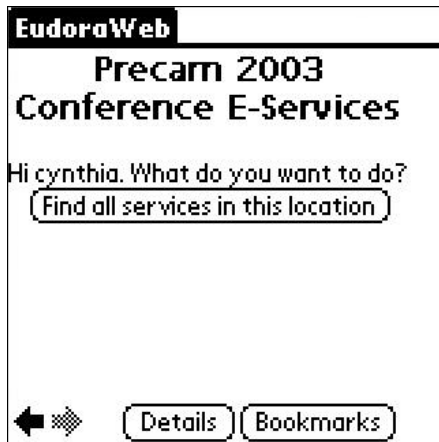 EudoraWeb
Precarn 2003
Conference E-Services
Hi cynthia. What do you want to do?
Find all services in this location
Details Bookmarks